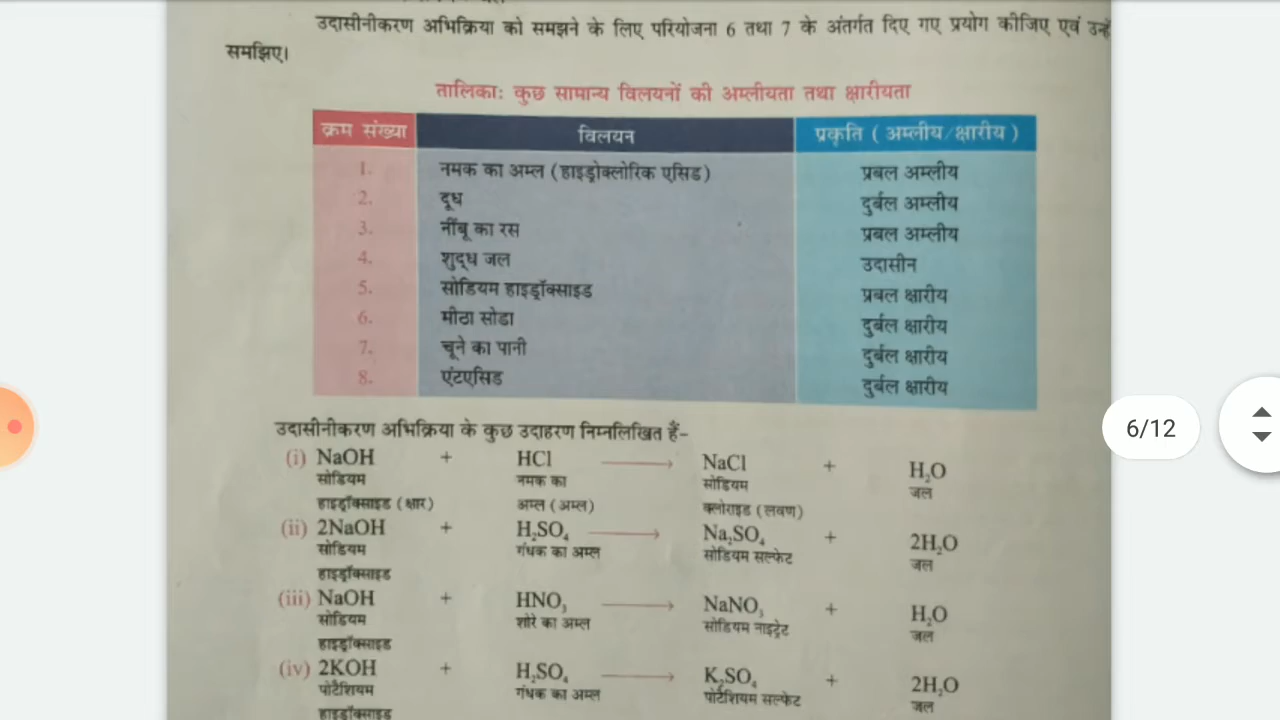 उदासीनीकरण अभिक्रिया को समझने के लिए परियोजना 6 तथा 7 के अंतर्गत दिए गए प्रयोग कीजिए एवं उन्हें
समझिए।
तालिका: कुछ सामान्य विलयनों की अम्लीयता तथा क्षारीयता
क्रम संख्या विलयन प्रकृति (अम्लीय/क्षारीय)
1. नमक का अम्ल (हाइड्रोक्लोरिक एसिड) प्रबल अम्लीय
2. दूध दुर्बल अम्लीय
3. नींबू का रस प्रबल अम्लीय
4. शुद्ध जल उदासीन
5. सोडियम हाइड्रॉक्साइड प्रबल क्षारीय
6. मीठा सोडा दुर्बल क्षारीय
7. चूने का पानी दुर्बल क्षारीय
8. एंटएसिड दुर्बल क्षारीय
उदासीनीकरण अभिक्रिया के कुछ उदाहरण निम्नलिखित हैं-
(i) NaOH + HCl ⟶ NaCl + H₂O
सोडियम नमक का सोडियम जल
हाइड्रॉक्साइड (क्षार) अम्ल (अम्ल) क्लोराइड (लवण)
(ii) 2NaOH + H₂SO₄ ⟶ Na₂SO₄ + 2H₂O
सोडियम गंधक का अम्ल सोडियम सल्फेट जल
हाइड्रॉक्साइड
(iii) NaOH + HNO₃ ⟶ NaNO₃ + H₂O
सोडियम शोरे का अम्ल सोडियम नाइट्रेट जल
हाइड्रॉक्साइड
(iv) 2KOH + H₂SO₄ ⟶ K₂SO₄ + 2H₂O
पोटैशियम गंधक का अम्ल पोटैशियम सल्फेट जल
हाइड्रॉक्साइड
6/12